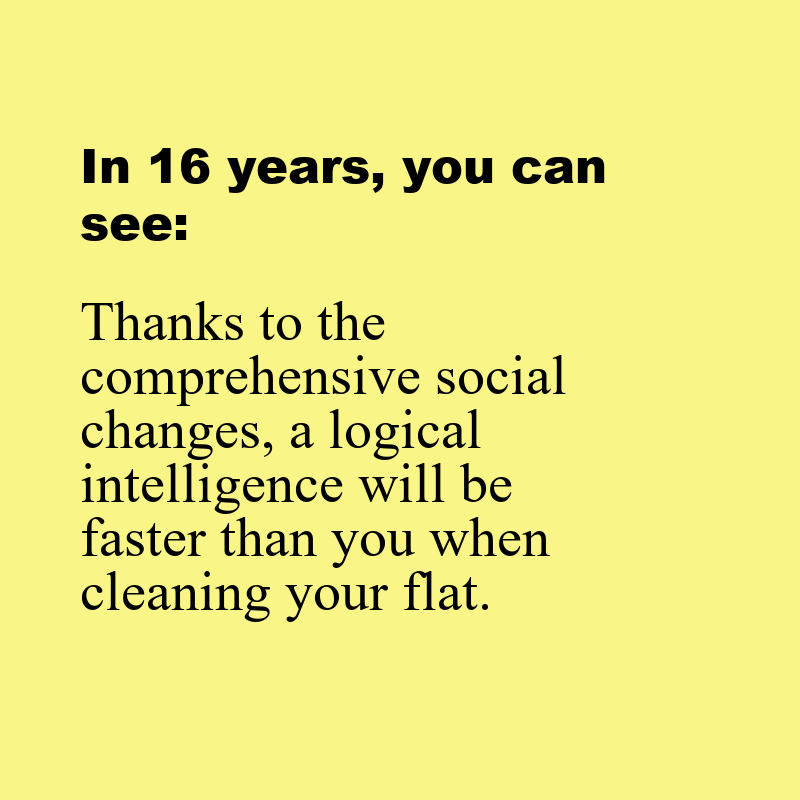 In 16 years, you can
see:
Thanks to the
comprehensive social
changes, a logical
intelligence will be
faster than you when
cleaning your flat.